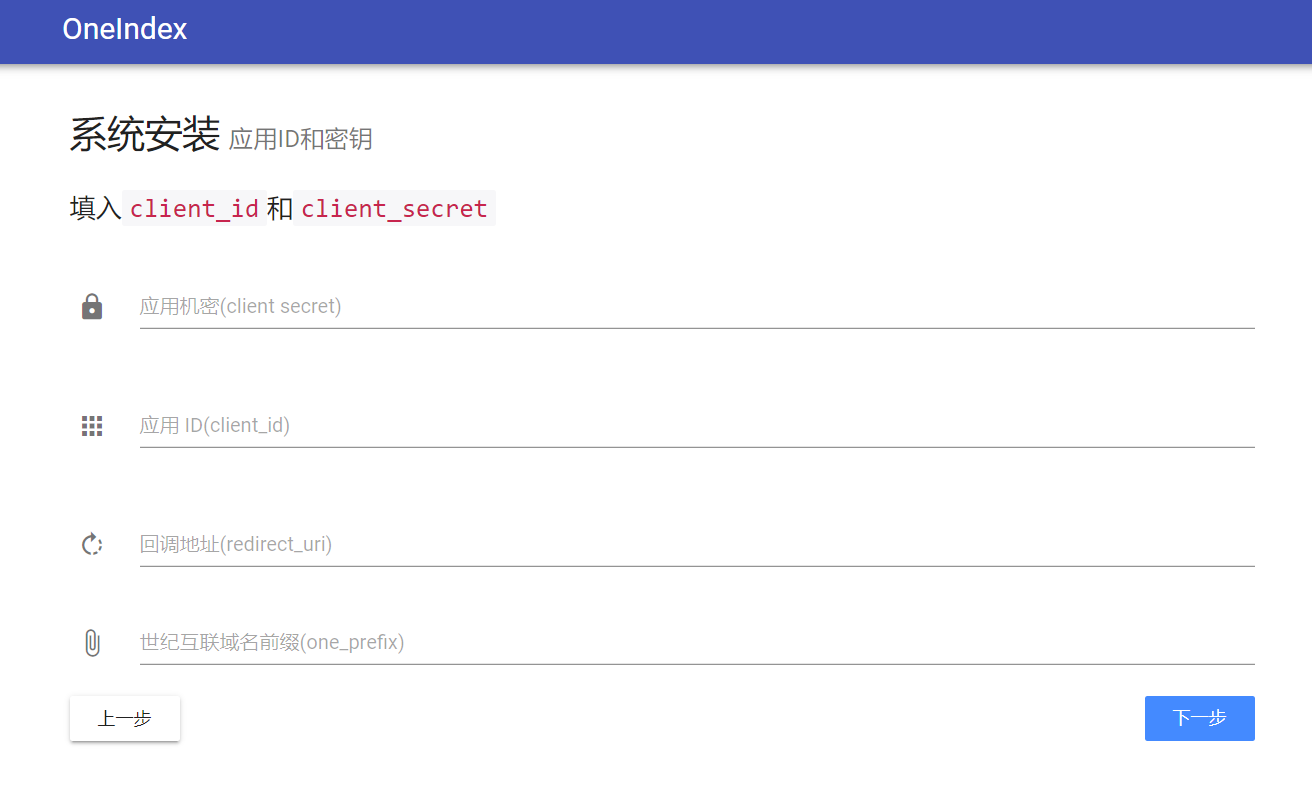 OneIndex
系统安装 应用ID和密钥
填入 client_id 和 client_secret
应用机密(client secret)
应用 ID(client_id)
回调地址(redirect_uri)
世纪互联域名前缀(one_prefix)
上一步 下一步